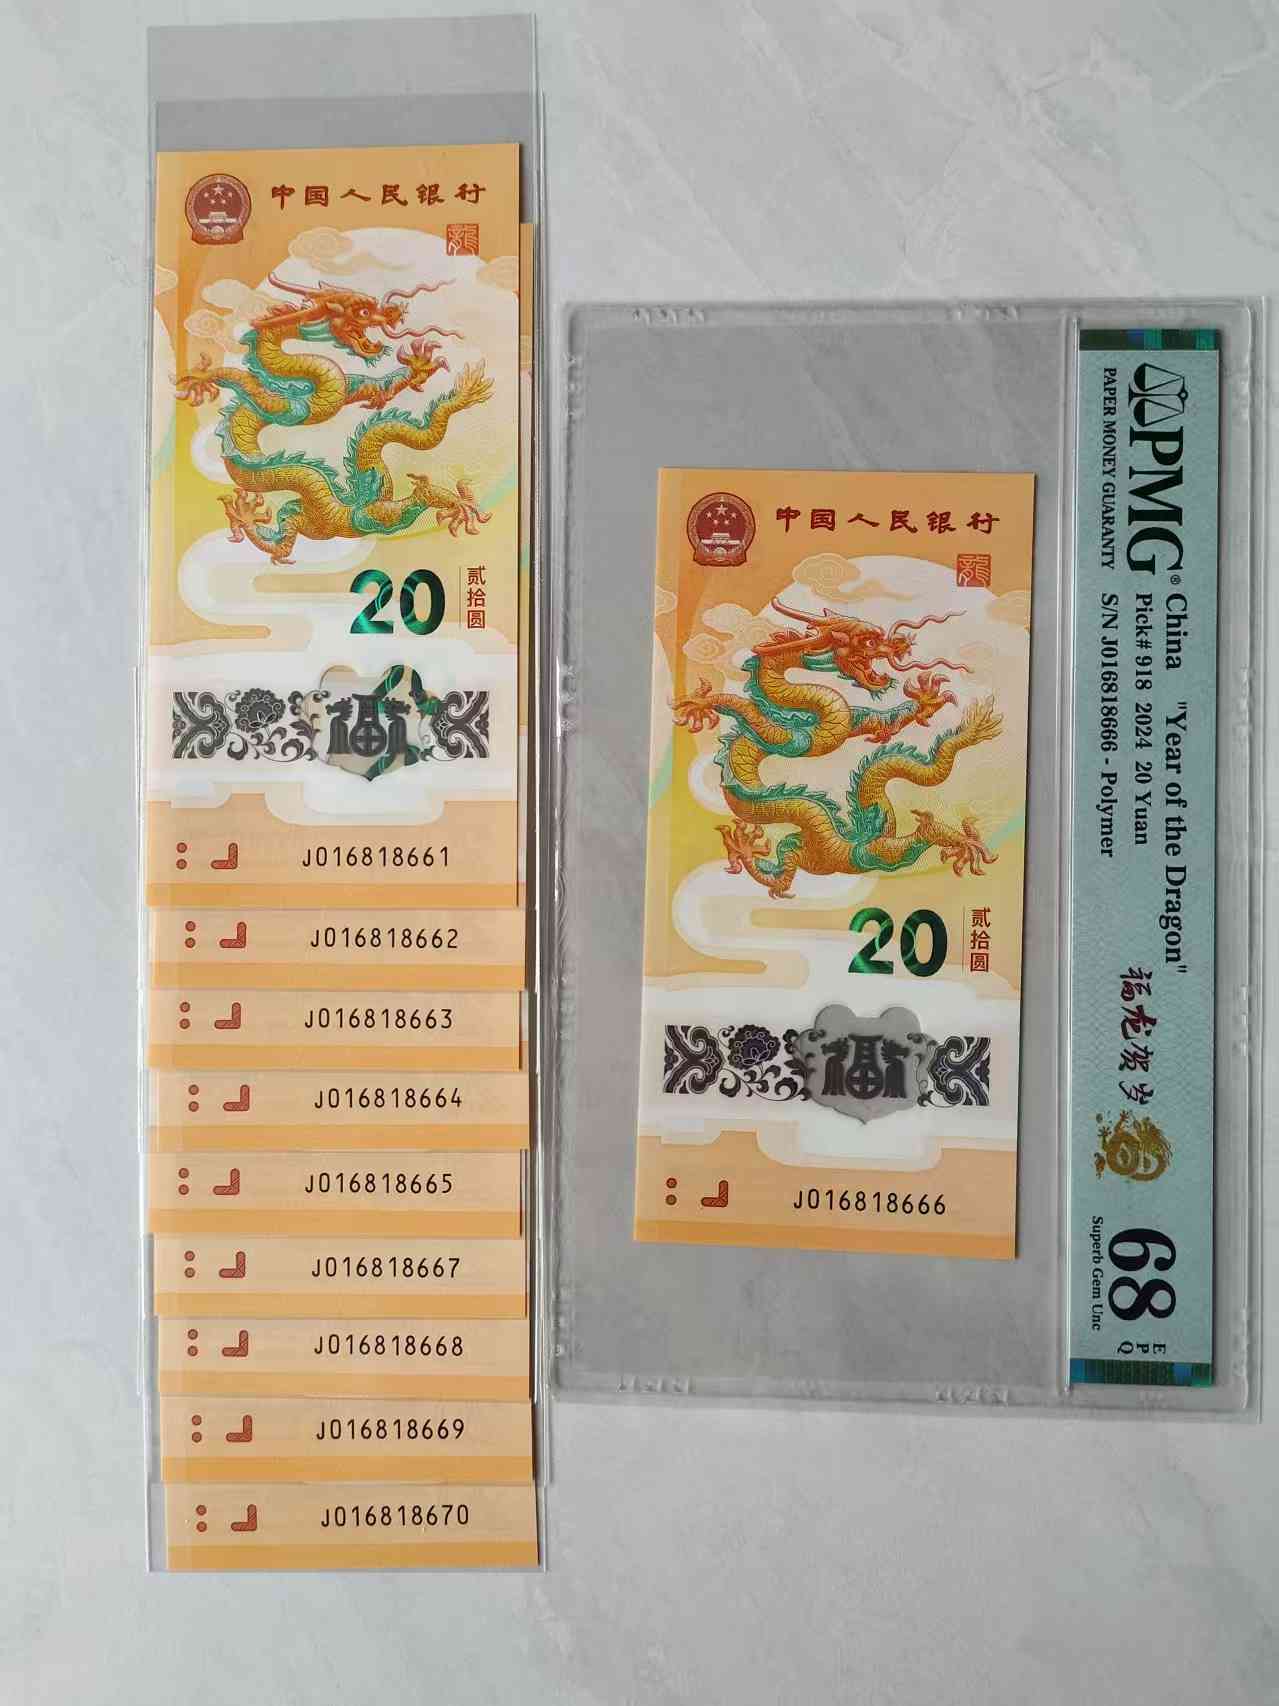 中国人民银行
龍
20
贰拾圆
福
J016818661
J016818662
J016818663
J016818664
J016818665
J016818667
J016818668
J016818669
J016818670
中国人民银行
龍
20
贰拾圆
福
J016818666
PMG®
PAPER MONEY GUARANTY
China "Year of the Dragon"
Pick# 918 2024 20 Yuan
S/N J016818666 - Polymer
福龙贺岁
68 EPQ
Superb Gem Unc